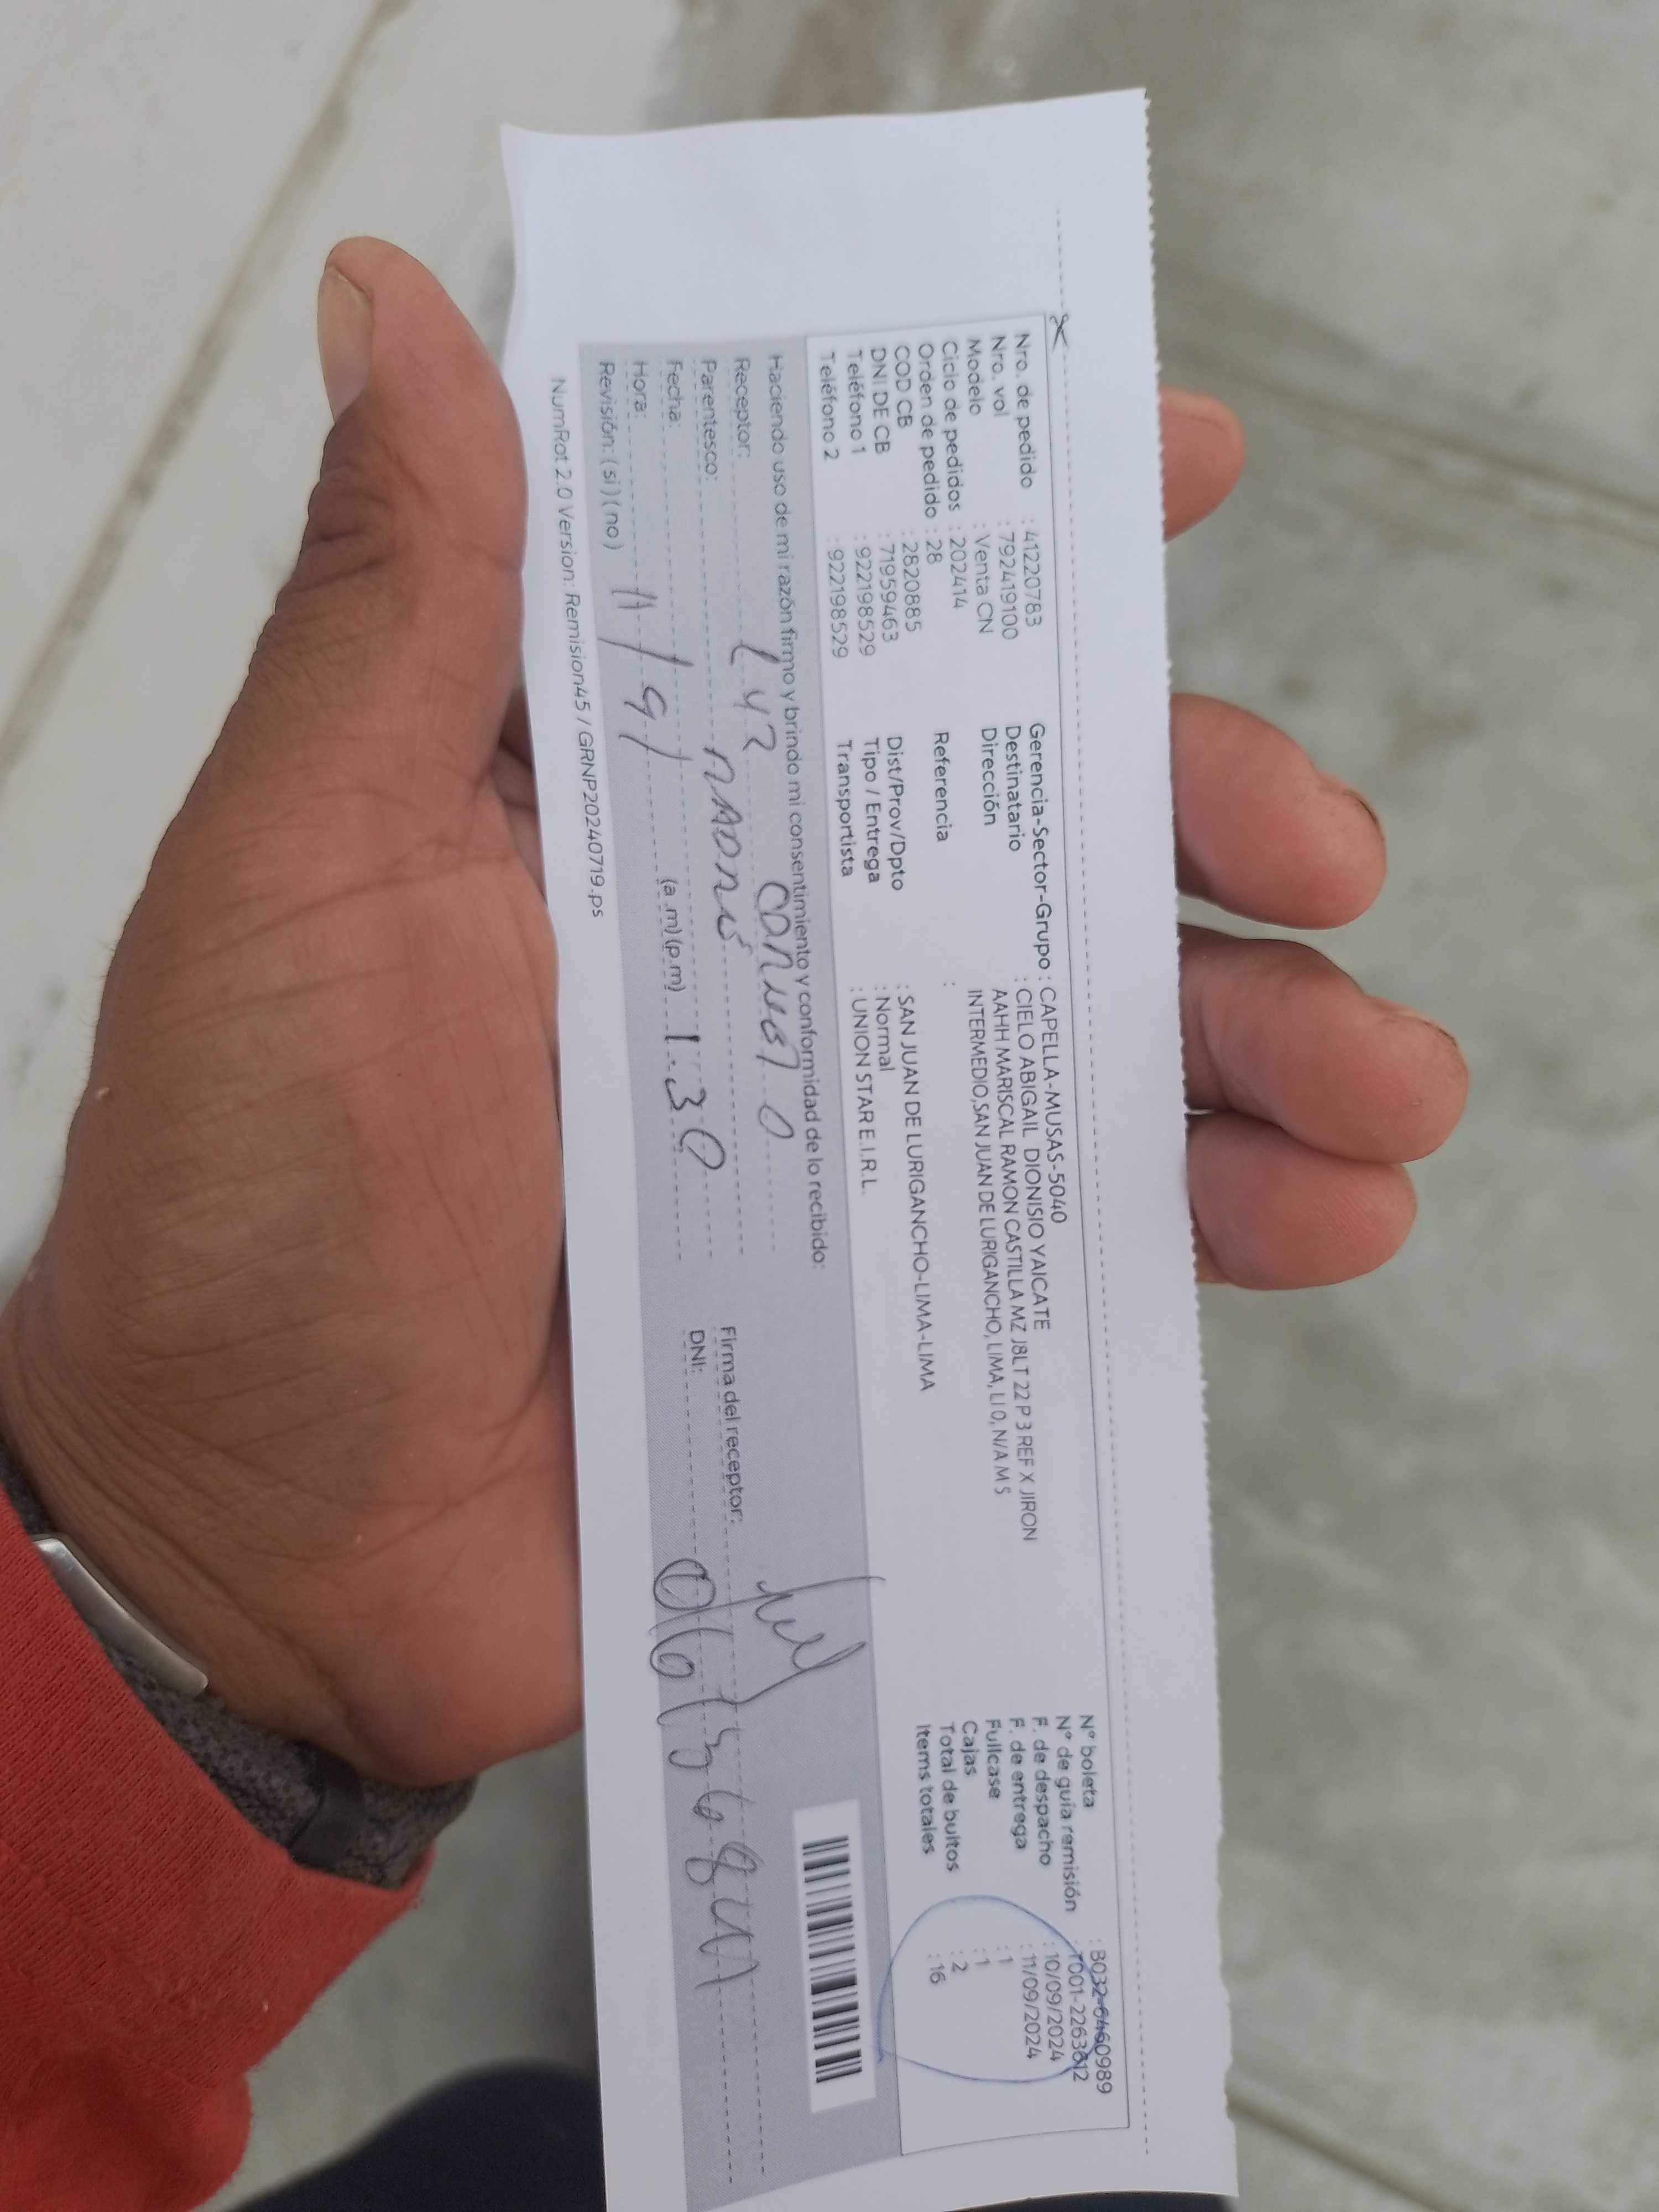 Nro. de pedido : 41220783
Nro. vol : 792419100
Modelo : Venta CN
Ciclo de pedidos : 202414
Orden de pedido : 28
COD CB : 2820885
DNI DE CB : 71959463
Teléfono 1 : 922198529
Teléfono 2 : 922198529
Gerencia-Sector-Grupo : CAPELLA-MUSAS-5040
Destinatario : CIELO ABIGAIL DIONISIO YAICATE
Dirección AAHH MARISCAL RAMON CASTILLA MZ J8LT 22 P 3 REF X JIRON
INTERMEDIO,SAN JUAN DE LURIGANCHO, LIMA, LI 0, N/A M S
Referencia :
Dist/Prov/Dpto : SAN JUAN DE LURIGANCHO-LIMA-LIMA
Tipo / Entrega : Normal
Transportista : UNION STAR E.I.R.L.
N° boleta : B032-6460989
N° de guía remisión : T001-2263612
F. de despacho : 10/09/2024
F. de entrega : 11/09/2024
Fullcase : 1
Cajas : 1
Total de bultos : 2
Items totales : 16
Haciendo uso de mi razón firmo y brindo mi consentimiento y conformidad de lo recibido:
Receptor:
Parentesco:
Fecha: 11/9/
Hora: (a.m)(p.m) 1.30
Revisión: (si)(no)
Firma del receptor:
DNI:
NumRot 2.0 Version: Remision45 / GRNP20240719.ps